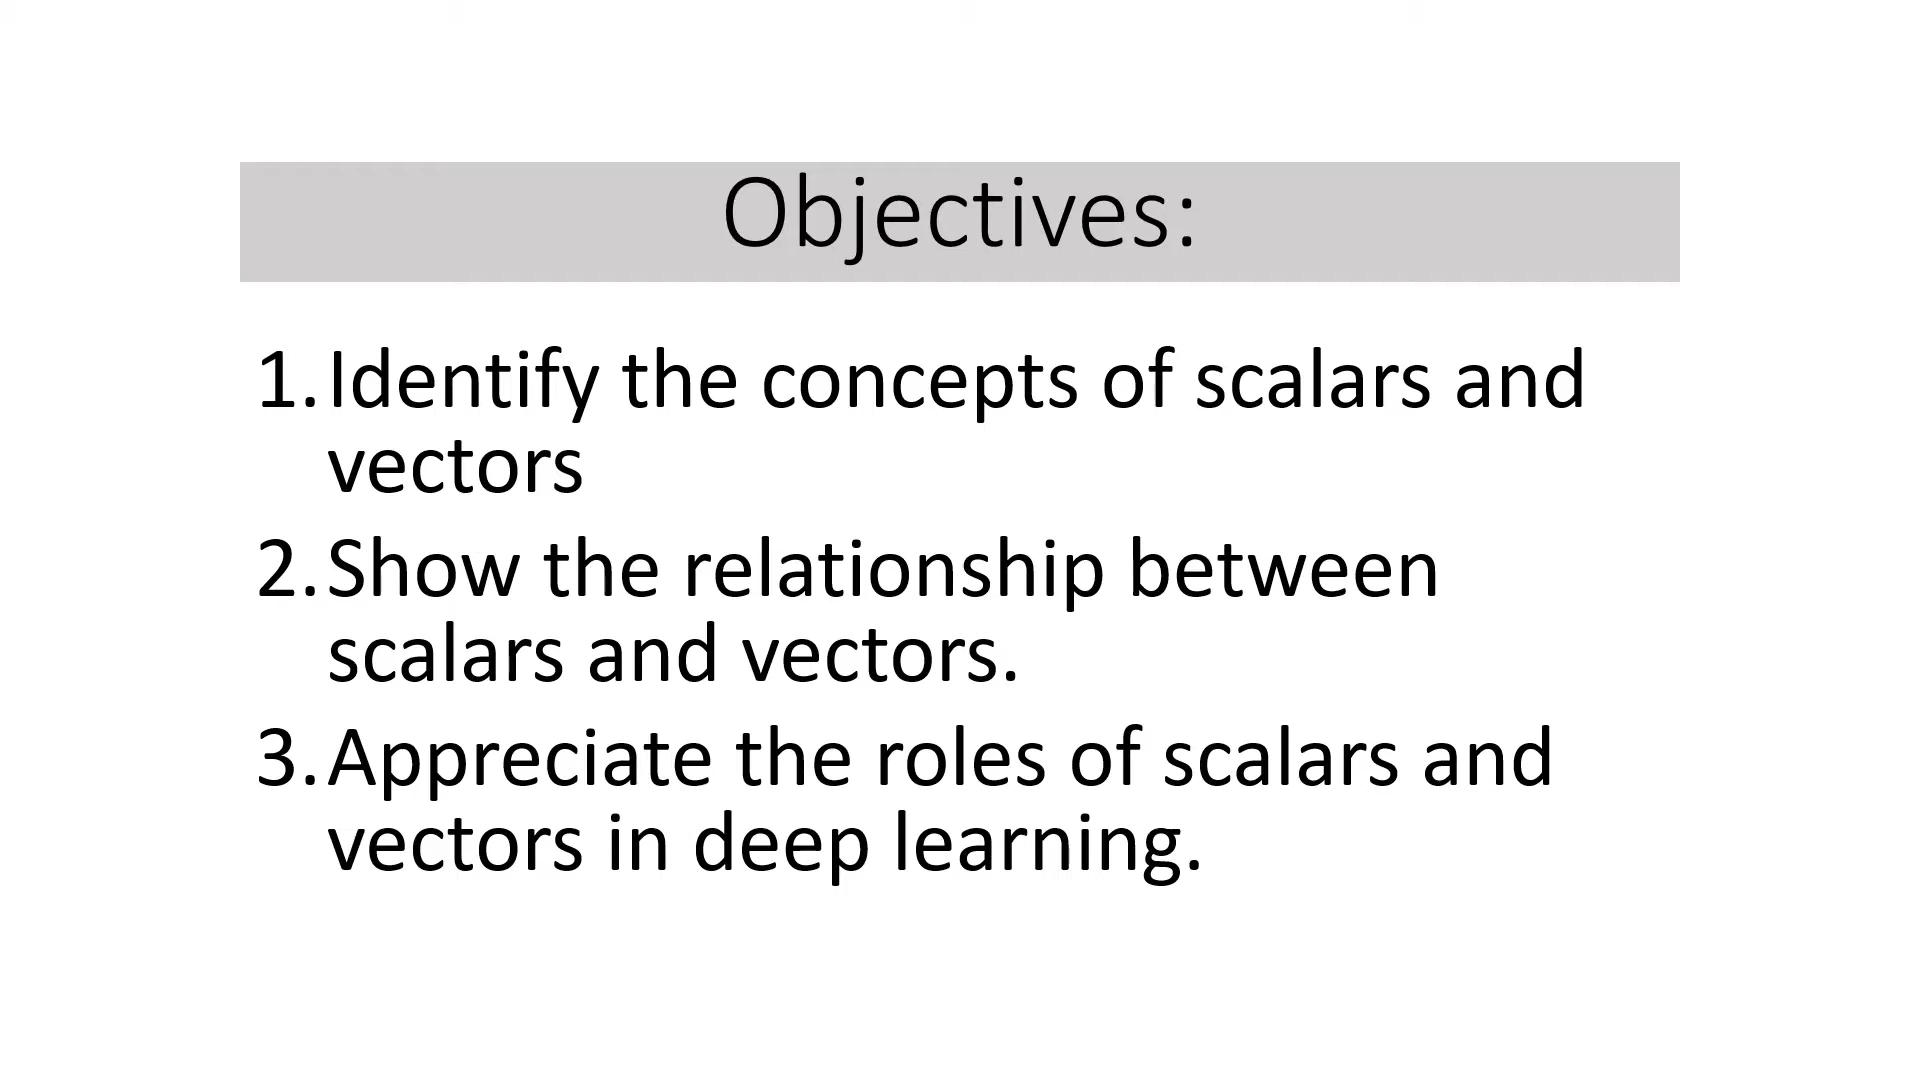 Objectives:
1. Identify the concepts of scalars and
vectors
2. Show the relationship between
scalars and vectors.
3. Appreciate the roles of scalars and
vectors in deep learning.